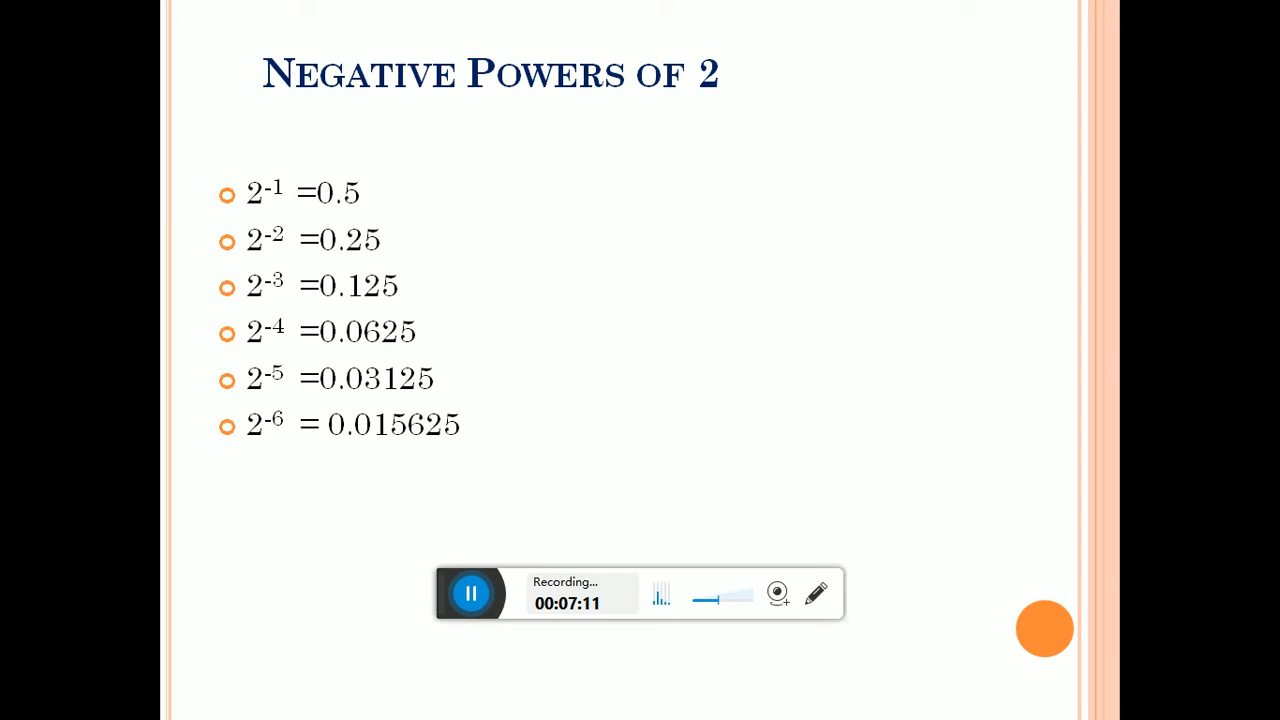 NEGATIVE POWERS OF 2
2⁻¹ =0.5
2⁻² =0.25
2⁻³ =0.125
2⁻⁴ =0.0625
2⁻⁵ =0.03125
2⁻⁶ = 0.015625
Recording...
00:07:11